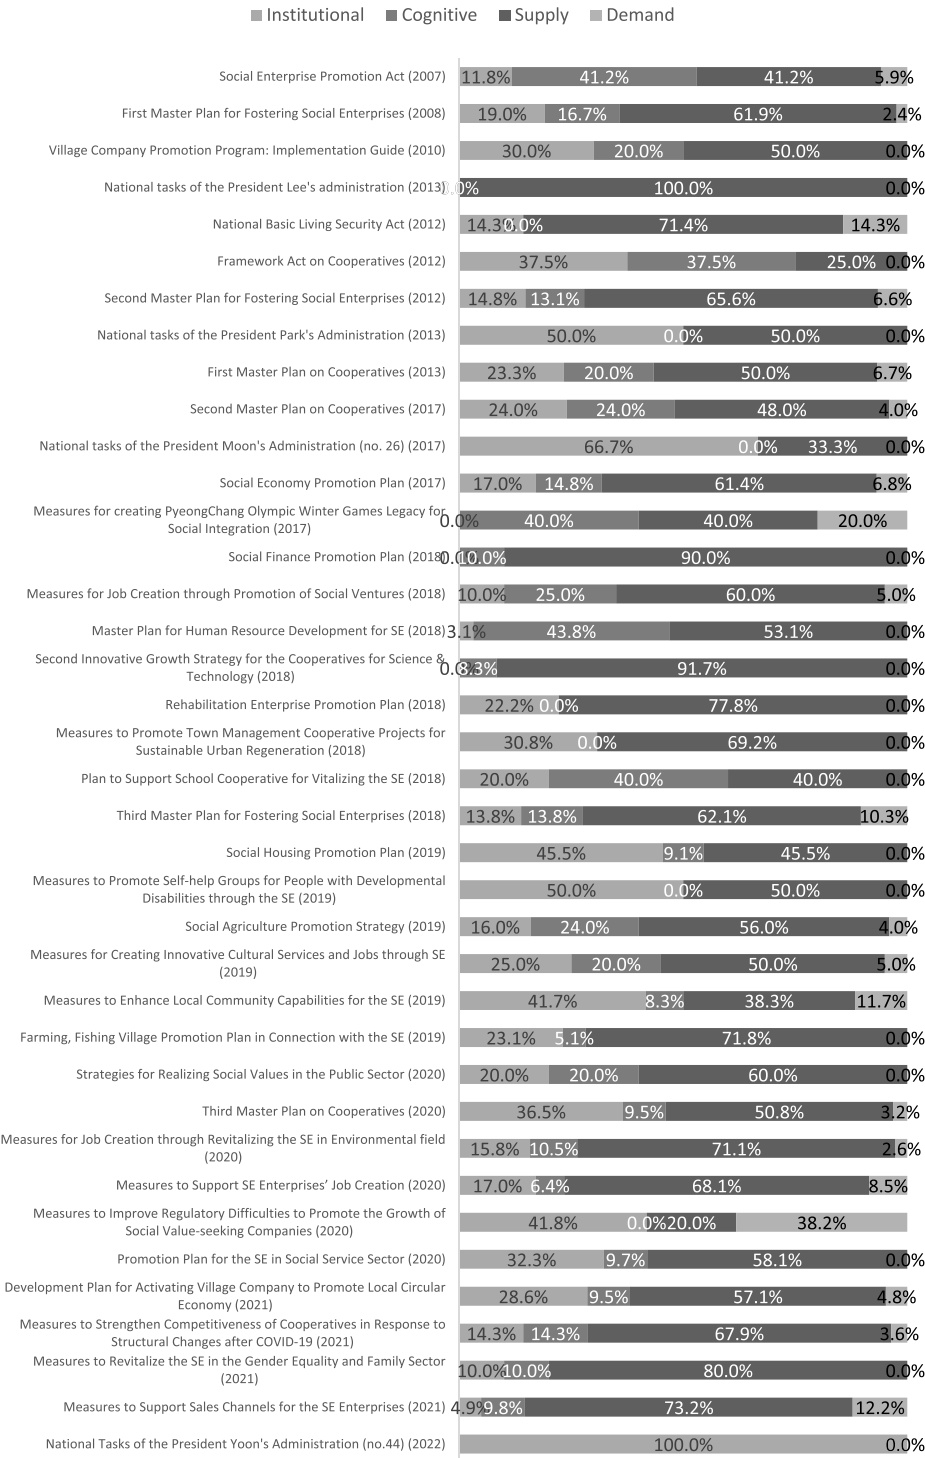 Institutional Cognitive Supply Demand
Social Enterprise Promotion Act (2007) 11.8% 41.2% 41.2% 5.9%
First Master Plan for Fostering Social Enterprises (2008) 19.0% 16.7% 61.9% 2.4%
Village Company Promotion Program: Implementation Guide (2010) 30.0% 20.0% 50.0% 0.0%
National tasks of the President Lee's administration (2013) 0.0% 100.0% 0.0%
National Basic Living Security Act (2012) 14.3% 0.0% 71.4% 14.3%
Framework Act on Cooperatives (2012) 37.5% 37.5% 25.0% 0.0%
Second Master Plan for Fostering Social Enterprises (2012) 14.8% 13.1% 65.6% 6.6%
National tasks of the President Park's Administration (2013) 50.0% 0.0% 50.0% 0.0%
First Master Plan on Cooperatives (2013) 23.3% 20.0% 50.0% 6.7%
Second Master Plan on Cooperatives (2017) 24.0% 24.0% 48.0% 4.0%
National tasks of the President Moon's Administration (no. 26) (2017) 66.7% 0.0% 33.3% 0.0%
Social Economy Promotion Plan (2017) 17.0% 14.8% 61.4% 6.8%
Measures for creating PyeongChang Olympic Winter Games Legacy for
Social Integration (2017) 0.0% 40.0% 40.0% 20.0%
Social Finance Promotion Plan (2018) 0.0% 10.0% 90.0% 0.0%
Measures for Job Creation through Promotion of Social Ventures (2018) 10.0% 25.0% 60.0% 5.0%
Master Plan for Human Resource Development for SE (2018) 3.1% 43.8% 53.1% 0.0%
Second Innovative Growth Strategy for the Cooperatives for Science &
Technology (2018) 0.0% 8.3% 91.7% 0.0%
Rehabilitation Enterprise Promotion Plan (2018) 22.2% 0.0% 77.8% 0.0%
Measures to Promote Town Management Cooperative Projects for
Sustainable Urban Regeneration (2018) 30.8% 0.0% 69.2% 0.0%
Plan to Support School Cooperative for Vitalizing the SE (2018) 20.0% 40.0% 40.0% 0.0%
Third Master Plan for Fostering Social Enterprises (2018) 13.8% 13.8% 62.1% 10.3%
Social Housing Promotion Plan (2019) 45.5% 9.1% 45.5% 0.0%
Measures to Promote Self-help Groups for People with Developmental
Disabilities through the SE (2019) 50.0% 0.0% 50.0% 0.0%
Social Agriculture Promotion Strategy (2019) 16.0% 24.0% 56.0% 4.0%
Measures for Creating Innovative Cultural Services and Jobs through SE
(2019) 25.0% 20.0% 50.0% 5.0%
Measures to Enhance Local Community Capabilities for the SE (2019) 41.7% 8.3% 38.3% 11.7%
Farming, Fishing Village Promotion Plan in Connection with the SE (2019) 23.1% 5.1% 71.8% 0.0%
Strategies for Realizing Social Values in the Public Sector (2020) 20.0% 20.0% 60.0% 0.0%
Third Master Plan on Cooperatives (2020) 36.5% 9.5% 50.8% 3.2%
Measures for Job Creation through Revitalizing the SE in Environmental field
(2020) 15.8% 10.5% 71.1% 2.6%
Measures to Support SE Enterprises’ Job Creation (2020) 17.0% 6.4% 68.1% 8.5%
Measures to Improve Regulatory Difficulties to Promote the Growth of
Social Value-seeking Companies (2020) 41.8% 0.0% 20.0% 38.2%
Promotion Plan for the SE in Social Service Sector (2020) 32.3% 9.7% 58.1% 0.0%
Development Plan for Activating Village Company to Promote Local Circular
Economy (2021) 28.6% 9.5% 57.1% 4.8%
Measures to Strengthen Competitiveness of Cooperatives in Response to
Structural Changes after COVID-19 (2021) 14.3% 14.3% 67.9% 3.6%
Measures to Revitalize the SE in the Gender Equality and Family Sector
(2021) 10.0% 10.0% 80.0% 0.0%
Measures to Support Sales Channels for the SE Enterprises (2021) 4.9% 9.8% 73.2% 12.2%
National Tasks of the President Yoon's Administration (no.44) (2022) 100.0% 0.0%